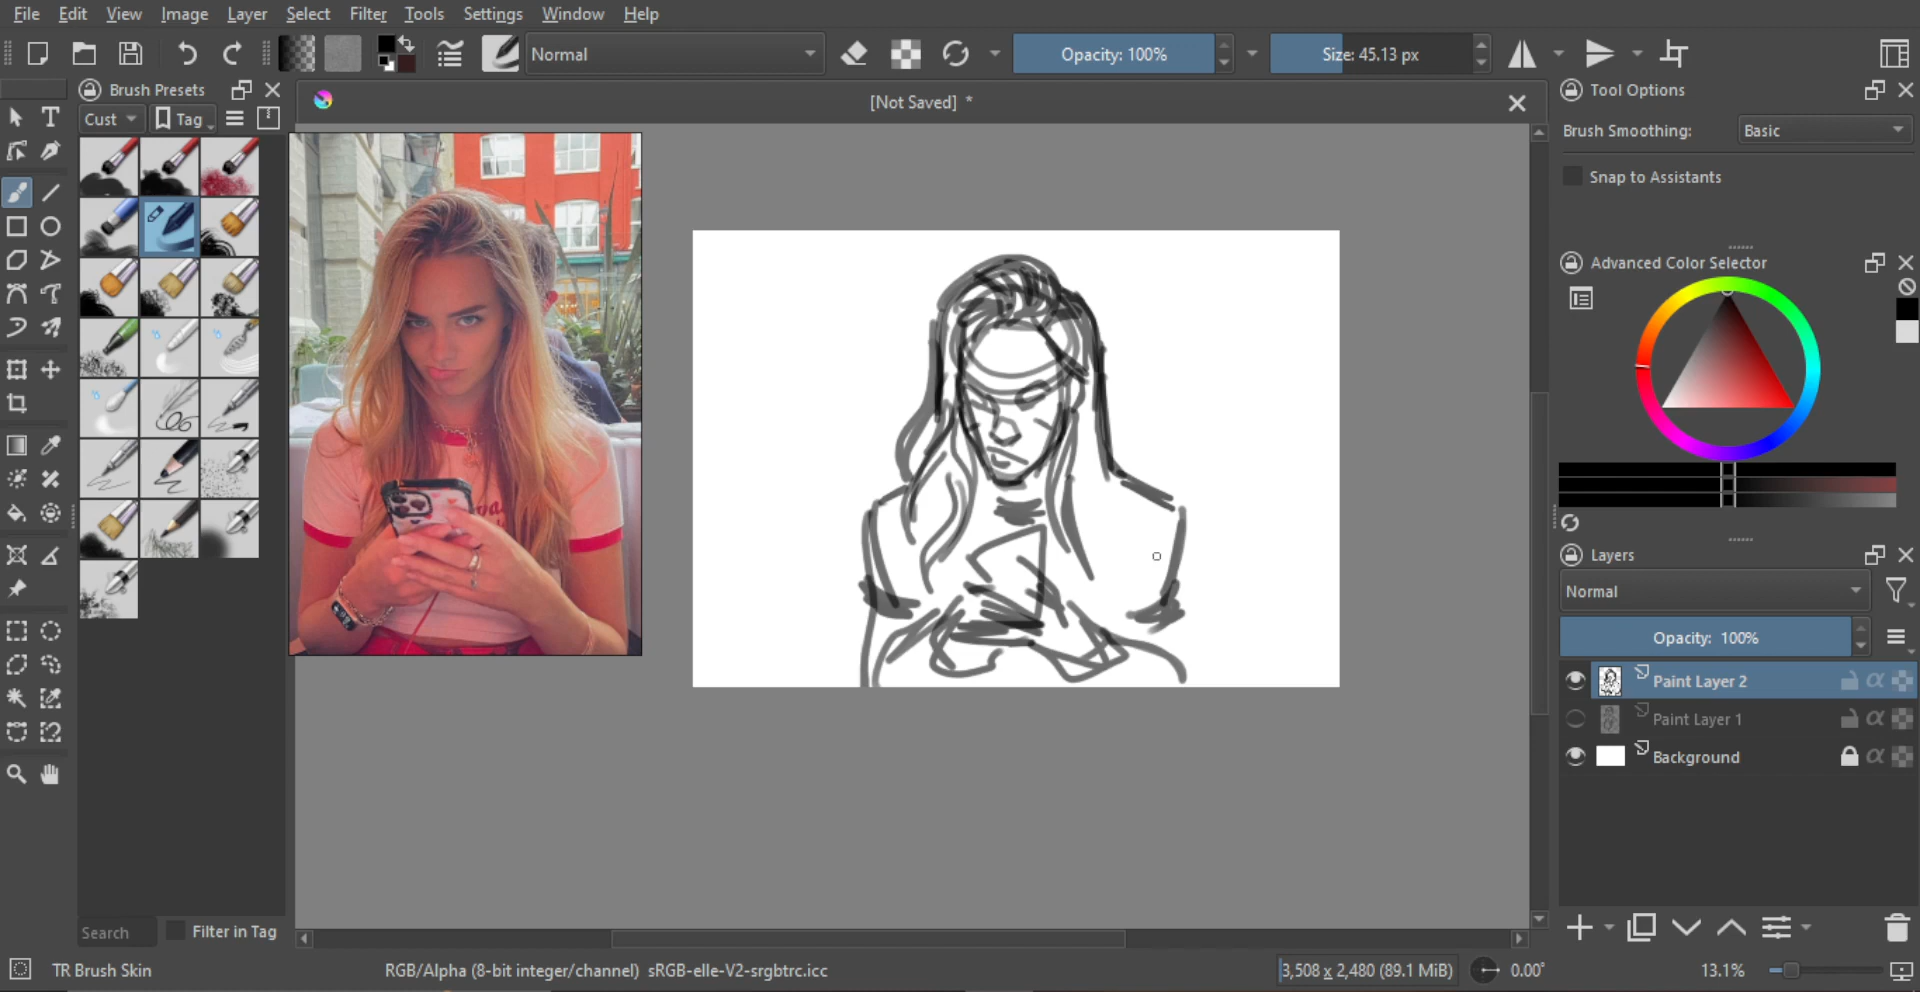 File Edit View Image Layer Select Filter Tools Settings Window Help
Normal
Opacity: 100%
Size: 45.13 px
Brush Presets
Cust
Tag
[Not Saved] *
Tool Options
Brush Smoothing:
Basic
Snap to Assistants
Advanced Color Selector
Layers
Normal
Opacity: 100%
Paint Layer 2
Paint Layer 1
Background
Search
Filter in Tag
TR Brush Skin
RGB/Alpha (8-bit integer/channel) sRGB-elle-V2-srgbtrc.icc
3,508 x 2,480 (89.1 MiB)
0.00°
13.1%